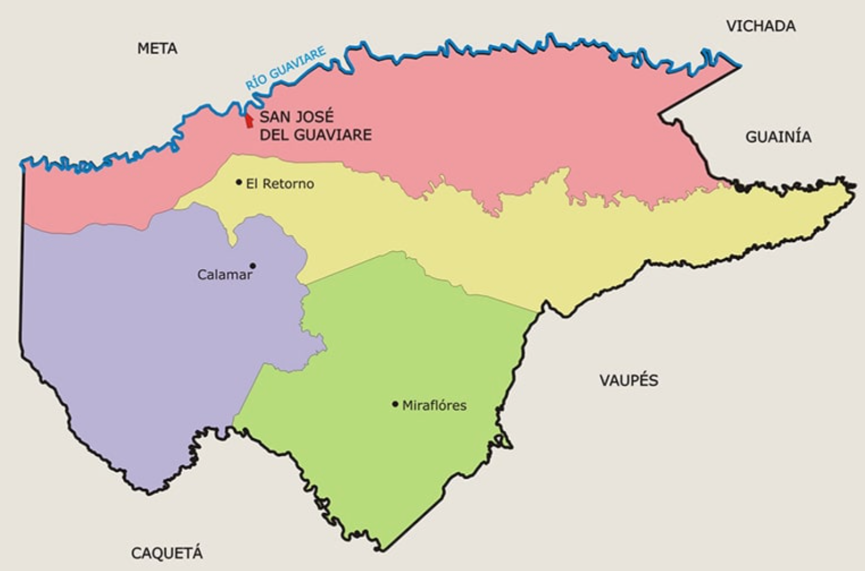 VICHADA
META
RÍO GUAVIARE
SAN JOSÉ
DEL GUAVIARE
GUAINÍA
El Retorno
Calamar
VAUPÉS
Miraflóres
CAQUETÁ